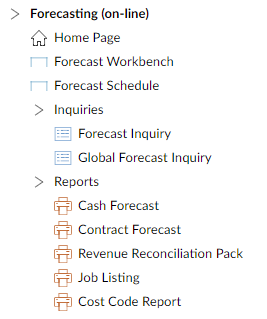 Forecasting (on-line)
Home Page
Forecast Workbench
Forecast Schedule
Inquiries
Forecast Inquiry
Global Forecast Inquiry
Reports
Cash Forecast
Contract Forecast
Revenue Reconciliation Pack
Job Listing
Cost Code Report